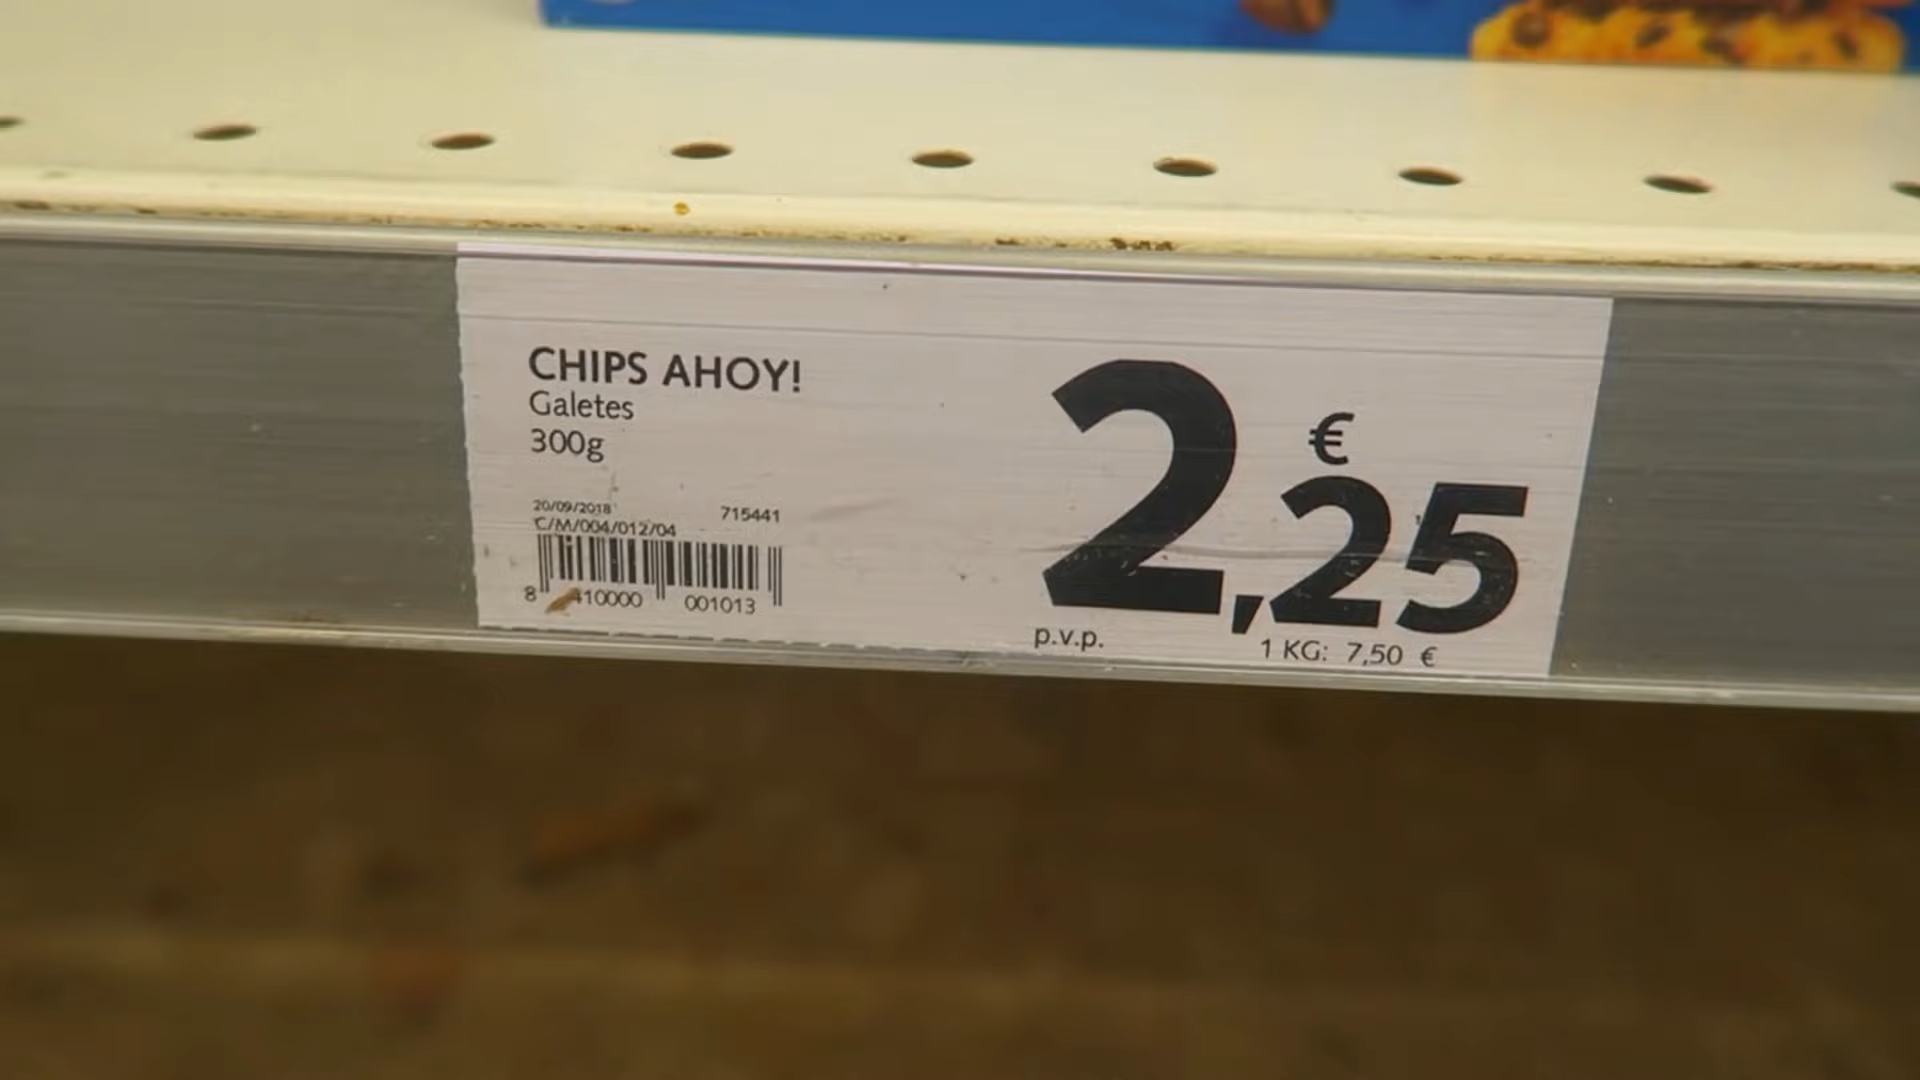 CHIPS AHOY!
Galetes
300g
20/09/2018 715441
C/M/004/012/04
8 410000 001013
2,25 €
p.v.p. 1 KG: 7,50 €